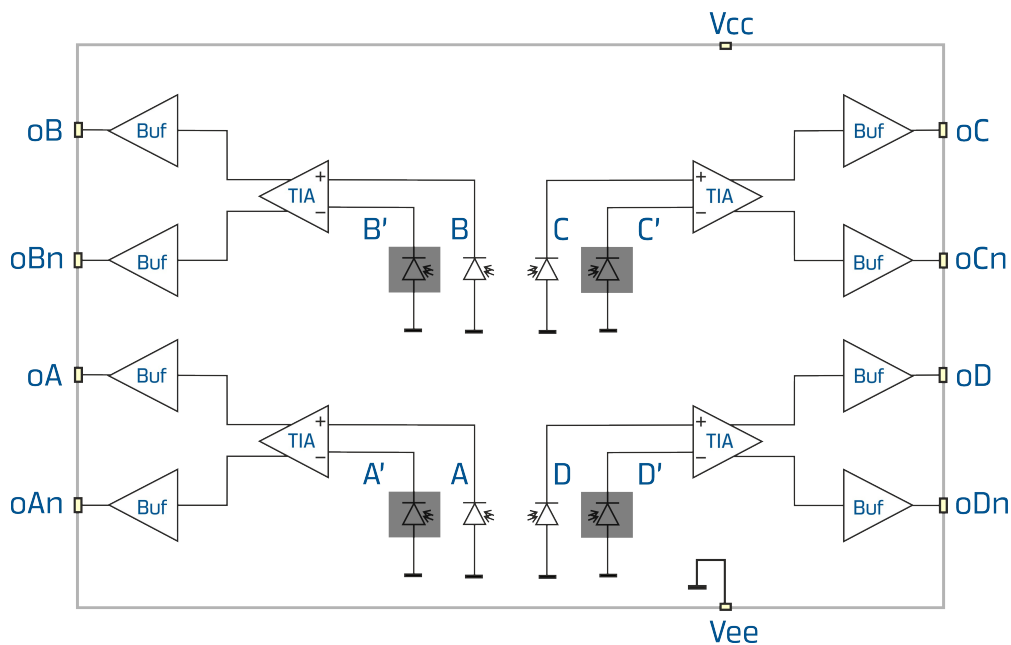 Vcc
oB Buf Buf oC
TIA + + TIA
− −
B' B C C'
oBn Buf Buf oCn
oA Buf Buf oD
TIA + + TIA
− −
A' A D D'
oAn Buf Buf oDn
Vee